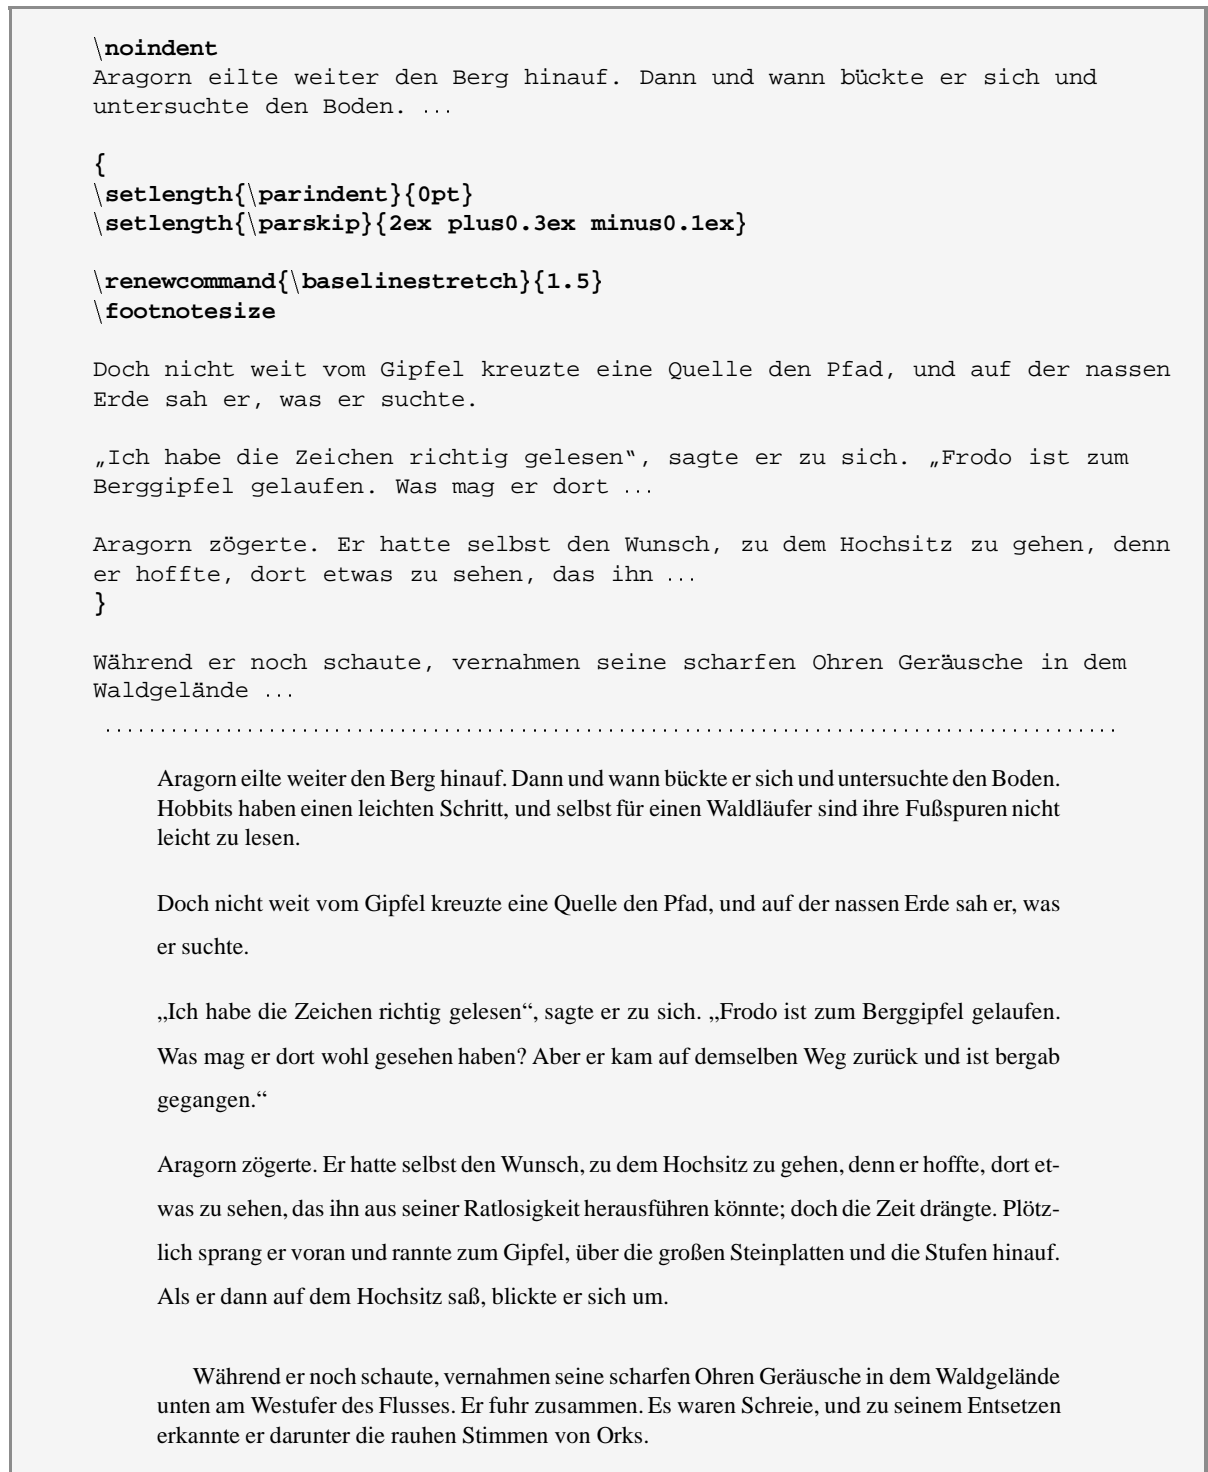 \noindent
Aragorn eilte weiter den Berg hinauf. Dann und wann bückte er sich und
untersuchte den Boden. ...
{
\setlength{\parindent}{0pt}
\setlength{\parskip}{2ex plus0.3ex minus0.1ex}
\renewcommand{\baselinestretch}{1.5}
\footnotesize
Doch nicht weit vom Gipfel kreuzte eine Quelle den Pfad, und auf der nassen
Erde sah er, was er suchte.
„Ich habe die Zeichen richtig gelesen“, sagte er zu sich. „Frodo ist zum
Berggipfel gelaufen. Was mag er dort ...
Aragorn zögerte. Er hatte selbst den Wunsch, zu dem Hochsitz zu gehen, denn
er hoffte, dort etwas zu sehen, das ihn ...
}
Während er noch schaute, vernahmen seine scharfen Ohren Geräusche in dem
Waldgelände ...
Aragorn eilte weiter den Berg hinauf. Dann und wann bückte er sich und untersuchte den Boden.
Hobbits haben einen leichten Schritt, und selbst für einen Waldläufer sind ihre Fußspuren nicht
leicht zu lesen.
Doch nicht weit vom Gipfel kreuzte eine Quelle den Pfad, und auf der nassen Erde sah er, was
er suchte.
„Ich habe die Zeichen richtig gelesen“, sagte er zu sich. „Frodo ist zum Berggipfel gelaufen.
Was mag er dort wohl gesehen haben? Aber er kam auf demselben Weg zurück und ist bergab
gegangen.“
Aragorn zögerte. Er hatte selbst den Wunsch, zu dem Hochsitz zu gehen, denn er hoffte, dort et-
was zu sehen, das ihn aus seiner Ratlosigkeit herausführen könnte; doch die Zeit drängte. Plötz-
lich sprang er voran und rannte zum Gipfel, über die großen Steinplatten und die Stufen hinauf.
Als er dann auf dem Hochsitz saß, blickte er sich um.
Während er noch schaute, vernahmen seine scharfen Ohren Geräusche in dem Waldgelände
unten am Westufer des Flusses. Er fuhr zusammen. Es waren Schreie, und zu seinem Entsetzen
erkannte er darunter die rauhen Stimmen von Orks.